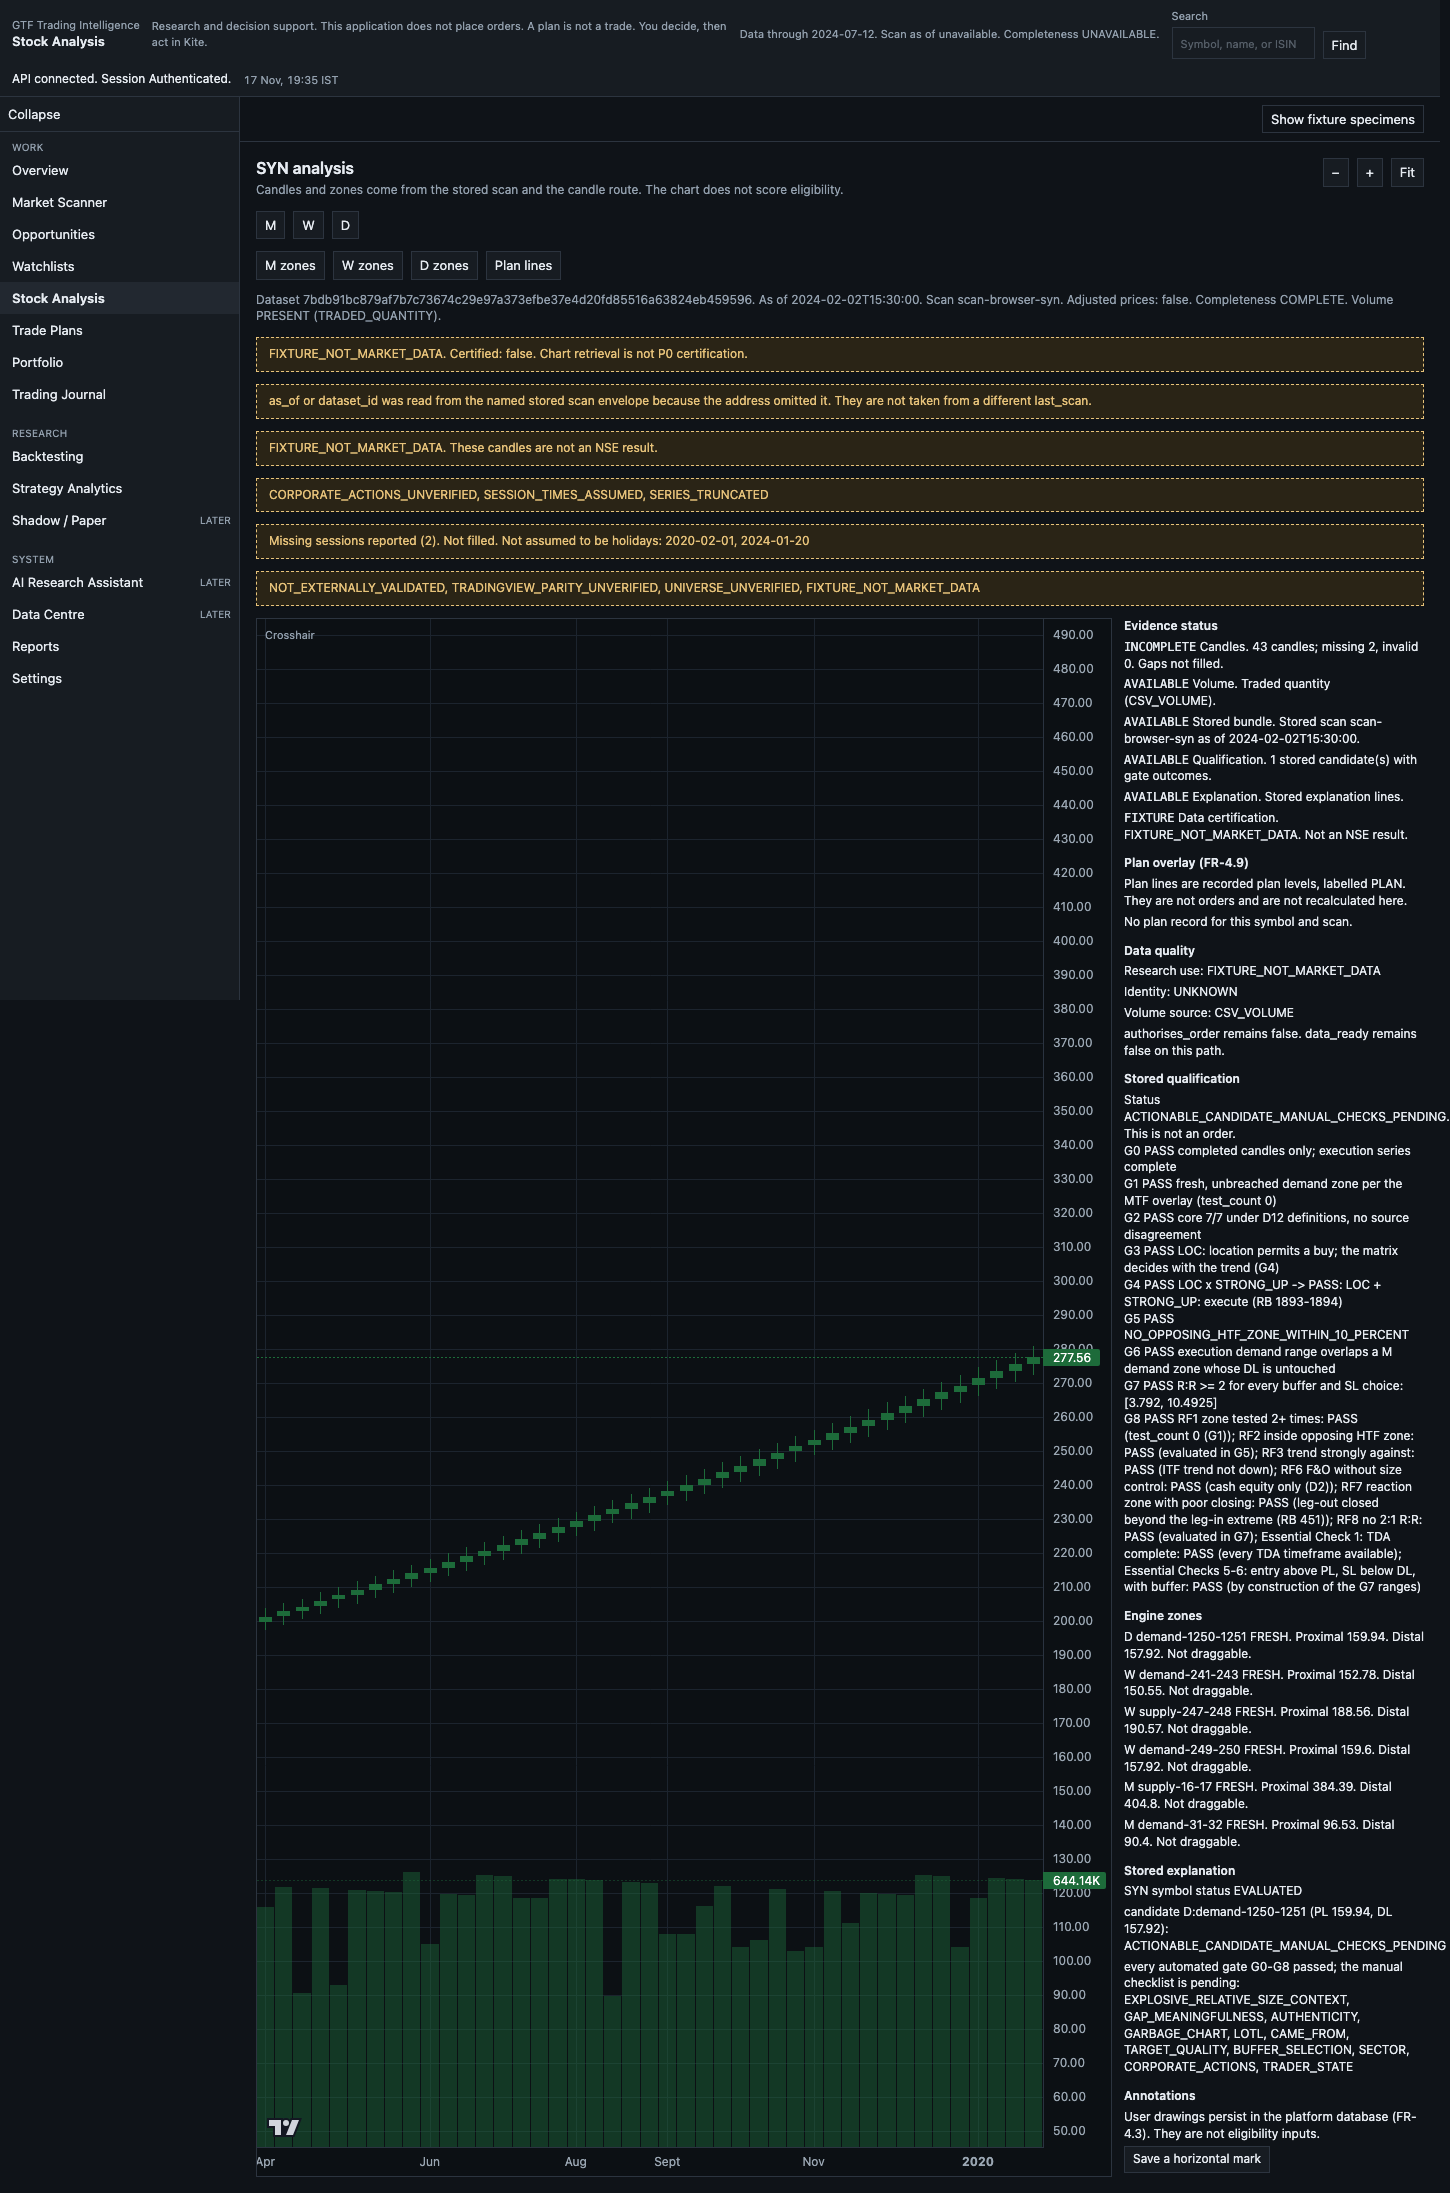 GTF Trading Intelligence
Stock Analysis
Research and decision support. This application does not place orders. A plan is not a trade. You decide, then
act in Kite.
Data through 2024-07-12. Scan as of unavailable. Completeness UNAVAILABLE.
Search
Symbol, name, or ISIN
Find
API connected. Session Authenticated.
17 Nov, 19:35 IST
Collapse
WORK
Overview
Market Scanner
Opportunities
Watchlists
Stock Analysis
Trade Plans
Portfolio
Trading Journal
RESEARCH
Backtesting
Strategy Analytics
Shadow / Paper LATER
SYSTEM
AI Research Assistant LATER
Data Centre LATER
Reports
Settings
Show fixture specimens
SYN analysis
Candles and zones come from the stored scan and the candle route. The chart does not score eligibility.
− + Fit
M W D
M zones W zones D zones Plan lines
Dataset 7bdb91bc879af7b7c73674c29e97a373efbe37e4d20fd85516a63824eb459596. As of 2024-02-02T15:30:00. Scan scan-browser-syn. Adjusted prices: false. Completeness COMPLETE. Volume
PRESENT (TRADED_QUANTITY).
FIXTURE_NOT_MARKET_DATA. Certified: false. Chart retrieval is not P0 certification.
as_of or dataset_id was read from the named stored scan envelope because the address omitted it. They are not taken from a different last_scan.
FIXTURE_NOT_MARKET_DATA. These candles are not an NSE result.
CORPORATE_ACTIONS_UNVERIFIED, SESSION_TIMES_ASSUMED, SERIES_TRUNCATED
Missing sessions reported (2). Not filled. Not assumed to be holidays: 2020-02-01, 2024-01-20
NOT_EXTERNALLY_VALIDATED, TRADINGVIEW_PARITY_UNVERIFIED, UNIVERSE_UNVERIFIED, FIXTURE_NOT_MARKET_DATA
Crosshair
490.00
480.00
470.00
460.00
450.00
440.00
430.00
420.00
410.00
400.00
390.00
380.00
370.00
360.00
350.00
340.00
330.00
320.00
310.00
300.00
290.00
280.00
277.56
270.00
260.00
250.00
240.00
230.00
220.00
210.00
200.00
190.00
180.00
170.00
160.00
150.00
140.00
130.00
644.14K
120.00
110.00
100.00
90.00
80.00
70.00
60.00
50.00
Apr Jun Aug Sept Nov 2020
Evidence status
INCOMPLETE Candles. 43 candles; missing 2, invalid
0. Gaps not filled.
AVAILABLE Volume. Traded quantity
(CSV_VOLUME).
AVAILABLE Stored bundle. Stored scan scan-
browser-syn as of 2024-02-02T15:30:00.
AVAILABLE Qualification. 1 stored candidate(s) with
gate outcomes.
AVAILABLE Explanation. Stored explanation lines.
FIXTURE Data certification.
FIXTURE_NOT_MARKET_DATA. Not an NSE result.
Plan overlay (FR-4.9)
Plan lines are recorded plan levels, labelled PLAN.
They are not orders and are not recalculated here.
No plan record for this symbol and scan.
Data quality
Research use: FIXTURE_NOT_MARKET_DATA
Identity: UNKNOWN
Volume source: CSV_VOLUME
authorises_order remains false. data_ready remains
false on this path.
Stored qualification
Status
ACTIONABLE_CANDIDATE_MANUAL_CHECKS_PENDING.
This is not an order.
G0 PASS completed candles only; execution series
complete
G1 PASS fresh, unbreached demand zone per the
MTF overlay (test_count 0)
G2 PASS core 7/7 under D12 definitions, no source
disagreement
G3 PASS LOC: location permits a buy; the matrix
decides with the trend (G4)
G4 PASS LOC x STRONG_UP -> PASS: LOC +
STRONG_UP: execute (RB 1893-1894)
G5 PASS
NO_OPPOSING_HTF_ZONE_WITHIN_10_PERCENT
G6 PASS execution demand range overlaps a M
demand zone whose DL is untouched
G7 PASS R:R >= 2 for every buffer and SL choice:
[3.792, 10.4925]
G8 PASS RF1 zone tested 2+ times: PASS
(test_count 0 (G1)); RF2 inside opposing HTF zone:
PASS (evaluated in G5); RF3 trend strongly against:
PASS (ITF trend not down); RF6 F&O without size
control: PASS (cash equity only (D2)); RF7 reaction
zone with poor closing: PASS (leg-out closed
beyond the leg-in extreme (RB 451)); RF8 no 2:1 R:R:
PASS (evaluated in G7); Essential Check 1: TDA
complete: PASS (every TDA timeframe available);
Essential Checks 5-6: entry above PL, SL below DL,
with buffer: PASS (by construction of the G7 ranges)
Engine zones
D demand-1250-1251 FRESH. Proximal 159.94. Distal
157.92. Not draggable.
W demand-241-243 FRESH. Proximal 152.78. Distal
150.55. Not draggable.
W supply-247-248 FRESH. Proximal 188.56. Distal
190.57. Not draggable.
W demand-249-250 FRESH. Proximal 159.6. Distal
157.92. Not draggable.
M supply-16-17 FRESH. Proximal 384.39. Distal
404.8. Not draggable.
M demand-31-32 FRESH. Proximal 96.53. Distal
90.4. Not draggable.
Stored explanation
SYN symbol status EVALUATED
candidate D:demand-1250-1251 (PL 159.94, DL
157.92):
ACTIONABLE_CANDIDATE_MANUAL_CHECKS_PENDING
every automated gate G0-G8 passed; the manual
checklist is pending:
EXPLOSIVE_RELATIVE_SIZE_CONTEXT,
GAP_MEANINGFULNESS, AUTHENTICITY,
GARBAGE_CHART, LOTL, CAME_FROM,
TARGET_QUALITY, BUFFER_SELECTION, SECTOR,
CORPORATE_ACTIONS, TRADER_STATE
Annotations
User drawings persist in the platform database (FR-
4.3). They are not eligibility inputs.
Save a horizontal mark